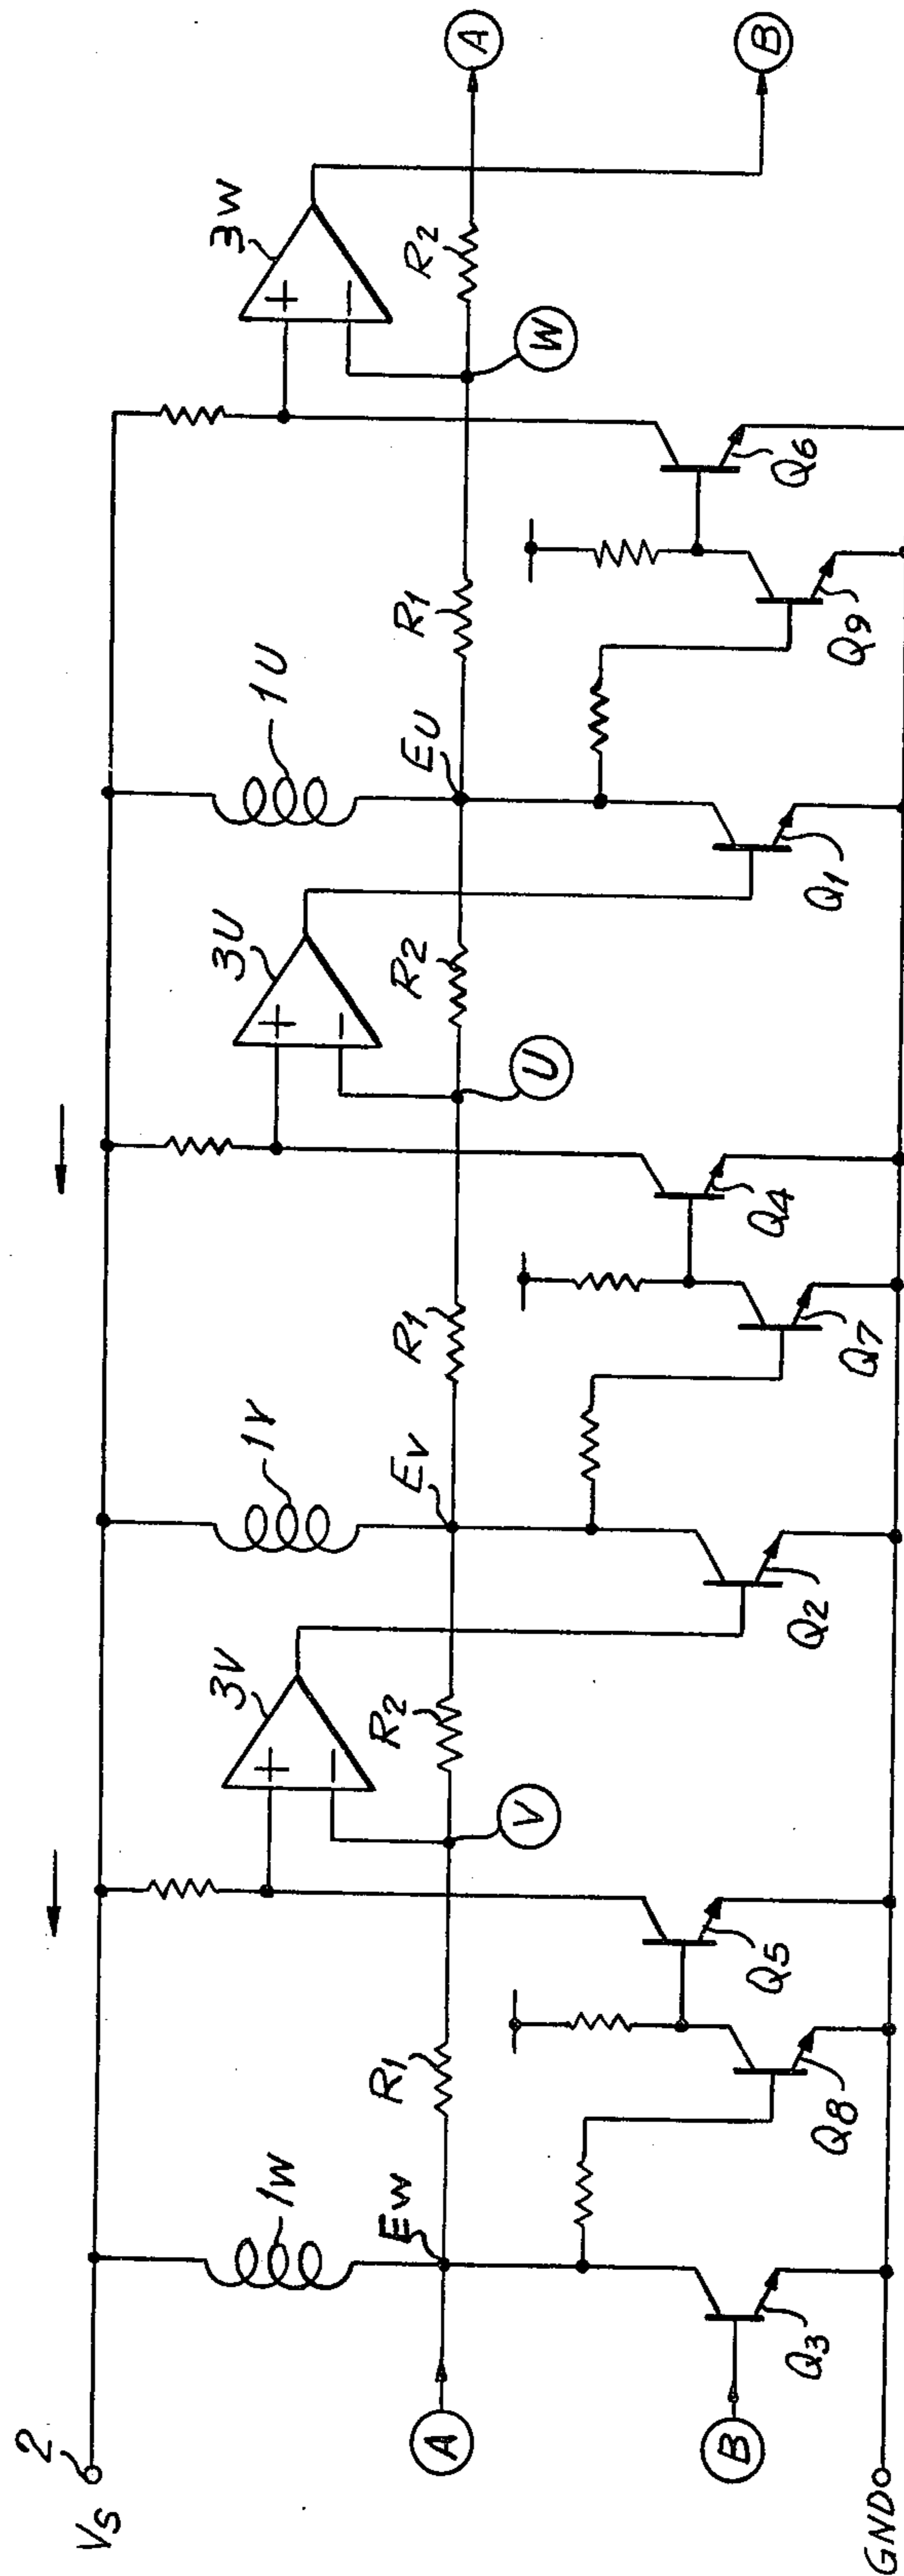 2
Vs
1W
1V
1U
3V
3U
3W
+
−
+
−
+
−
A
EW
R1
V
R2
EV
R1
U
R2
EU
R1
W
R2
A
B
B
Q3
Q8
Q5
Q2
Q7
Q4
Q1
Q9
Q6
GND